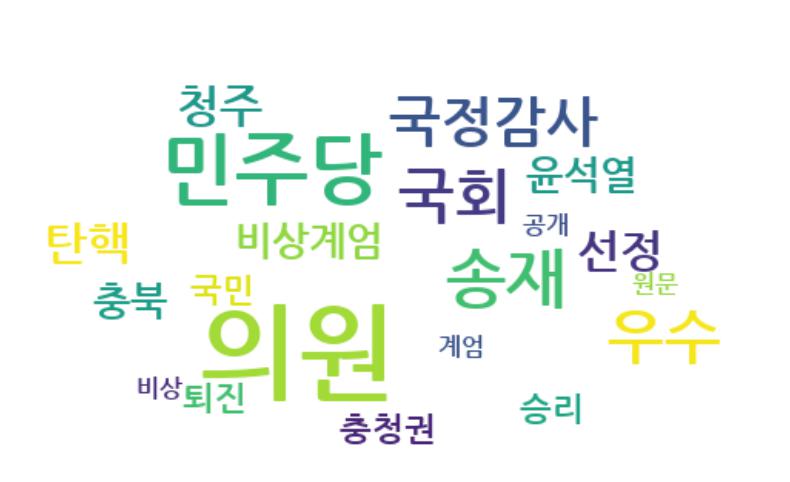 청주
국정감사
민주당
국회
윤석열
공개
탄핵
비상계엄
선정
송재
원문
충북
국민
의원
우수
계엄
비상
퇴진
승리
충청권